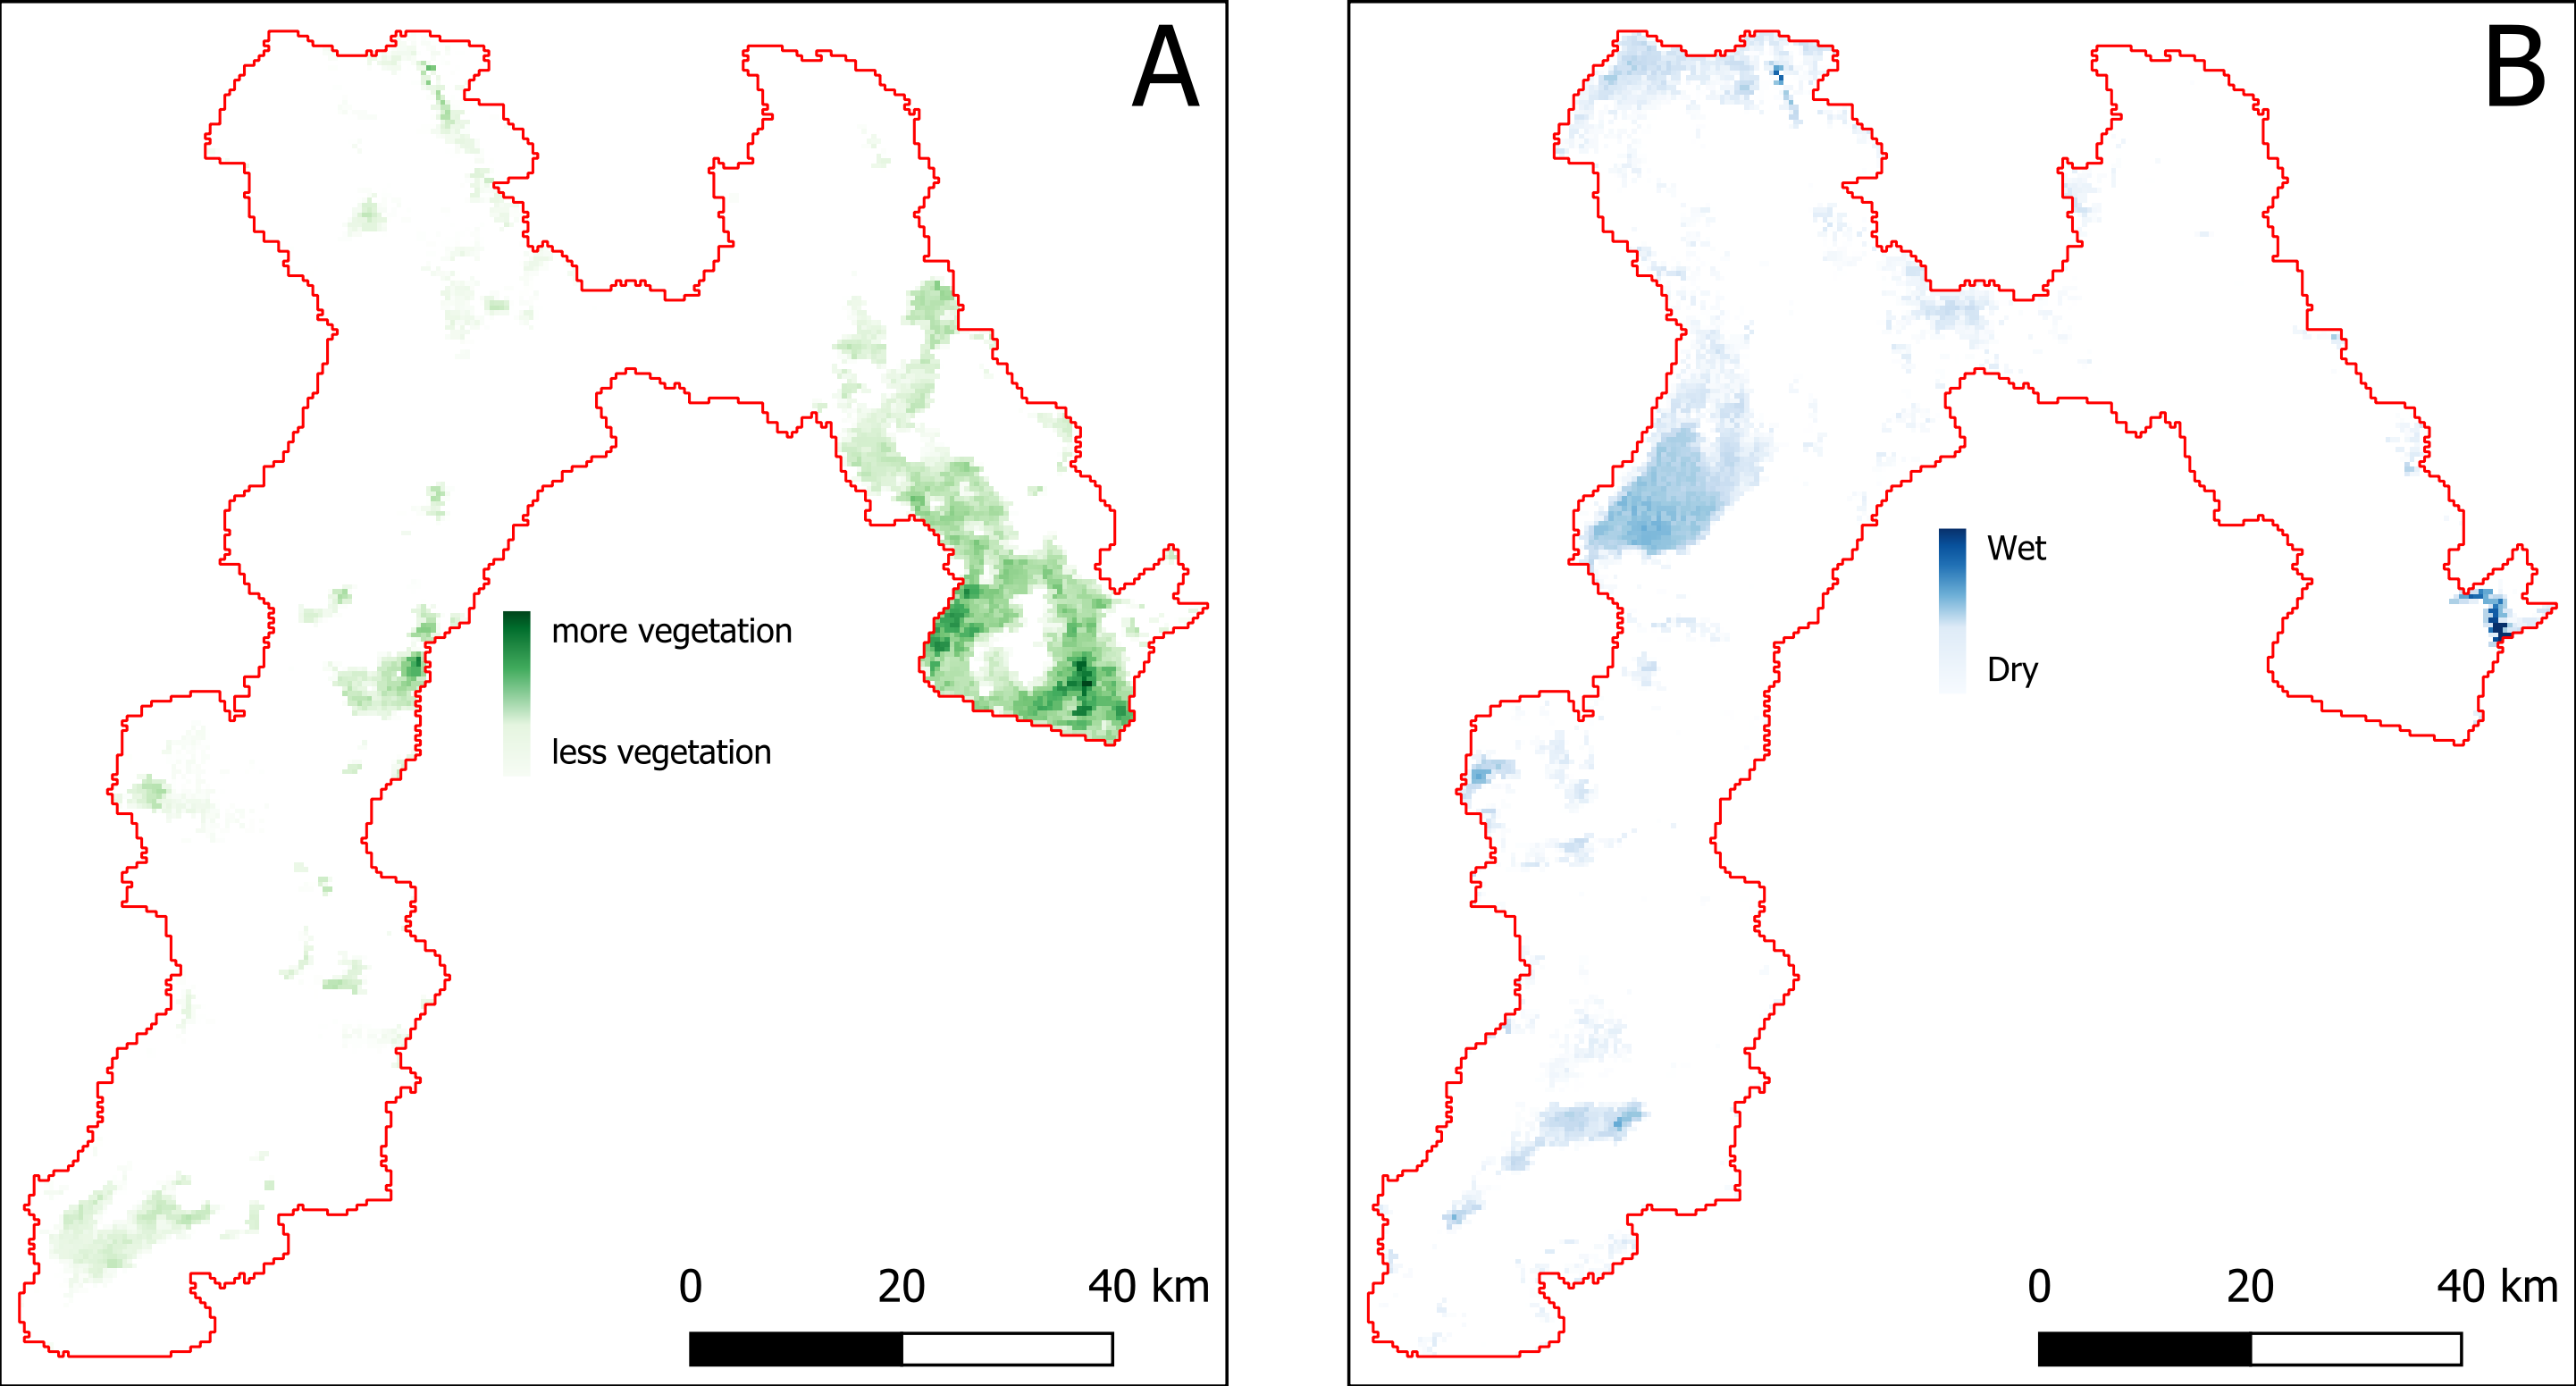 A
more vegetation
less vegetation
0 20 40 km
B
Wet
Dry
0 20 40 km